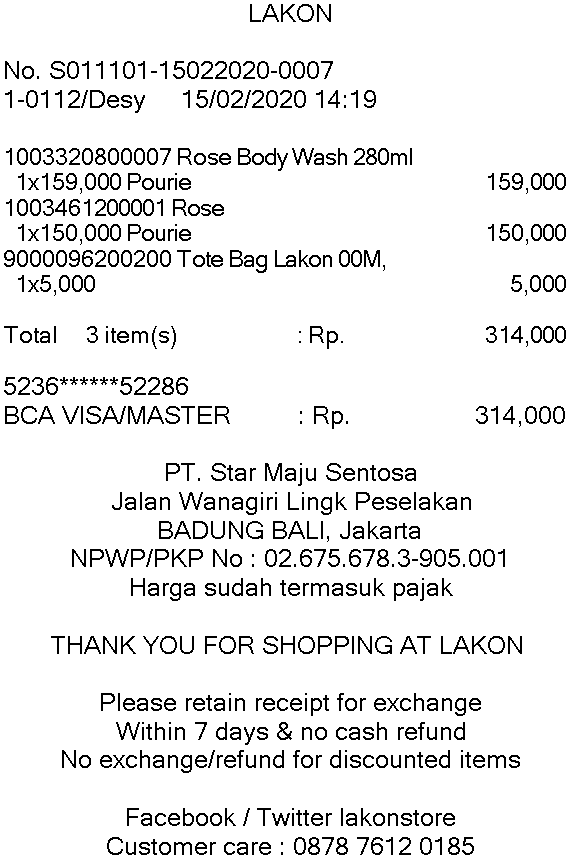 LAKON
No. S011101-15022020-0007
1-0112/Desy 15/02/2020 14:19
1003320800007 Rose Body Wash 280ml
1x159,000 Pourie 159,000
1003461200001 Rose
1x150,000 Pourie 150,000
9000096200200 Tote Bag Lakon 00M,
1x5,000 5,000
Total 3 item(s) : Rp. 314,000
5236******52286
BCA VISA/MASTER : Rp. 314,000
PT. Star Maju Sentosa
Jalan Wanagiri Lingk Peselakan
BADUNG BALI, Jakarta
NPWP/PKP No : 02.675.678.3-905.001
Harga sudah termasuk pajak
THANK YOU FOR SHOPPING AT LAKON
Please retain receipt for exchange
Within 7 days & no cash refund
No exchange/refund for discounted items
Facebook / Twitter lakonstore
Customer care : 0878 7612 0185